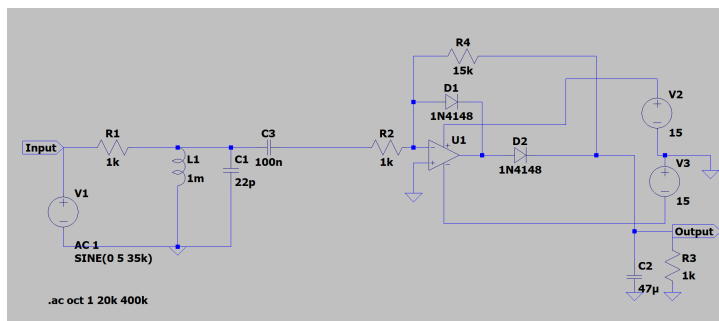 R4
15k
D1
1N4148
V2
15
Input
R1
1k
C3
100n
R2
1k
U1
D2
1N4148
L1
1m
C1
22p
V3
15
V1
AC 1
SINE(0 5 35k)
Output
C2
47µ
R3
1k
.ac oct 1 20k 400k